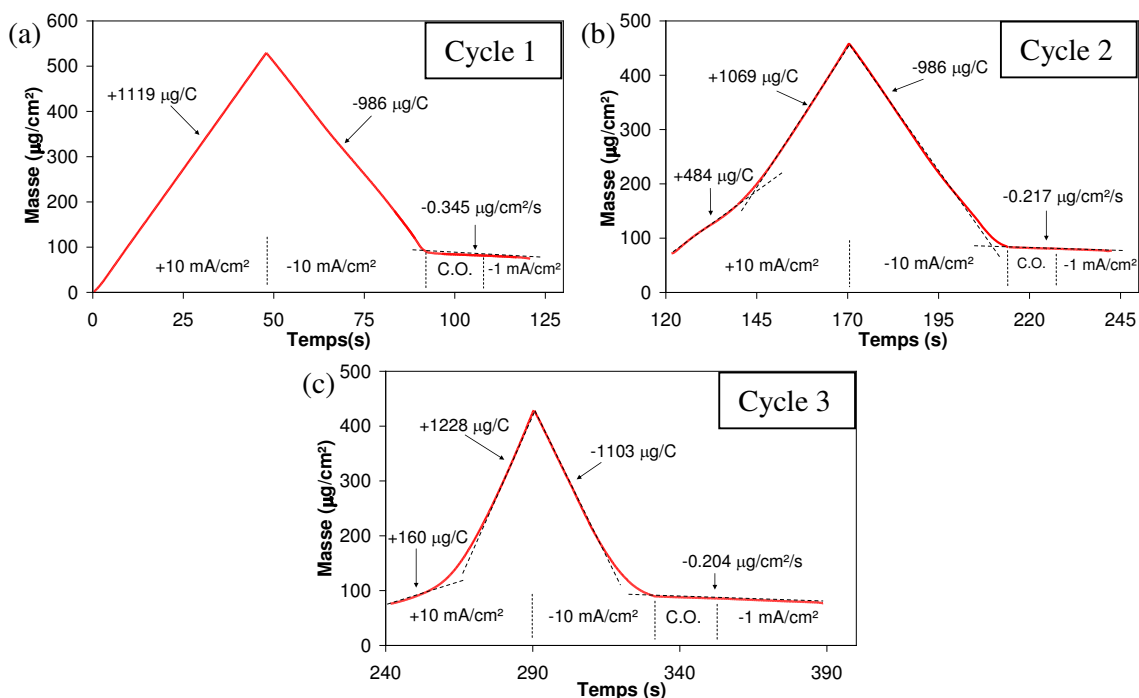 (a)
Cycle 1
Masse (µg/cm²)
600
500
400
300
200
100
0
+1119 µg/C
-986 µg/C
-0.345 µg/cm²/s
+10 mA/cm²
-10 mA/cm²
C.O.
-1 mA/cm²
0
25
50
75
100
125
Temps(s)
(b)
Cycle 2
Masse (µg/cm²)
500
400
300
200
100
0
+1069 µg/C
-986 µg/C
+484 µg/C
-0.217 µg/cm²/s
+10 mA/cm²
-10 mA/cm²
C.O.
-1 mA/cm²
120
145
170
195
220
245
Temps (s)
(c)
Cycle 3
Masse (µg/cm²)
500
400
300
200
100
0
+1228 µg/C
-1103 µg/C
+160 µg/C
-0.204 µg/cm²/s
+10 mA/cm²
-10 mA/cm²
C.O.
-1 mA/cm²
240
290
340
390
Temps (s)